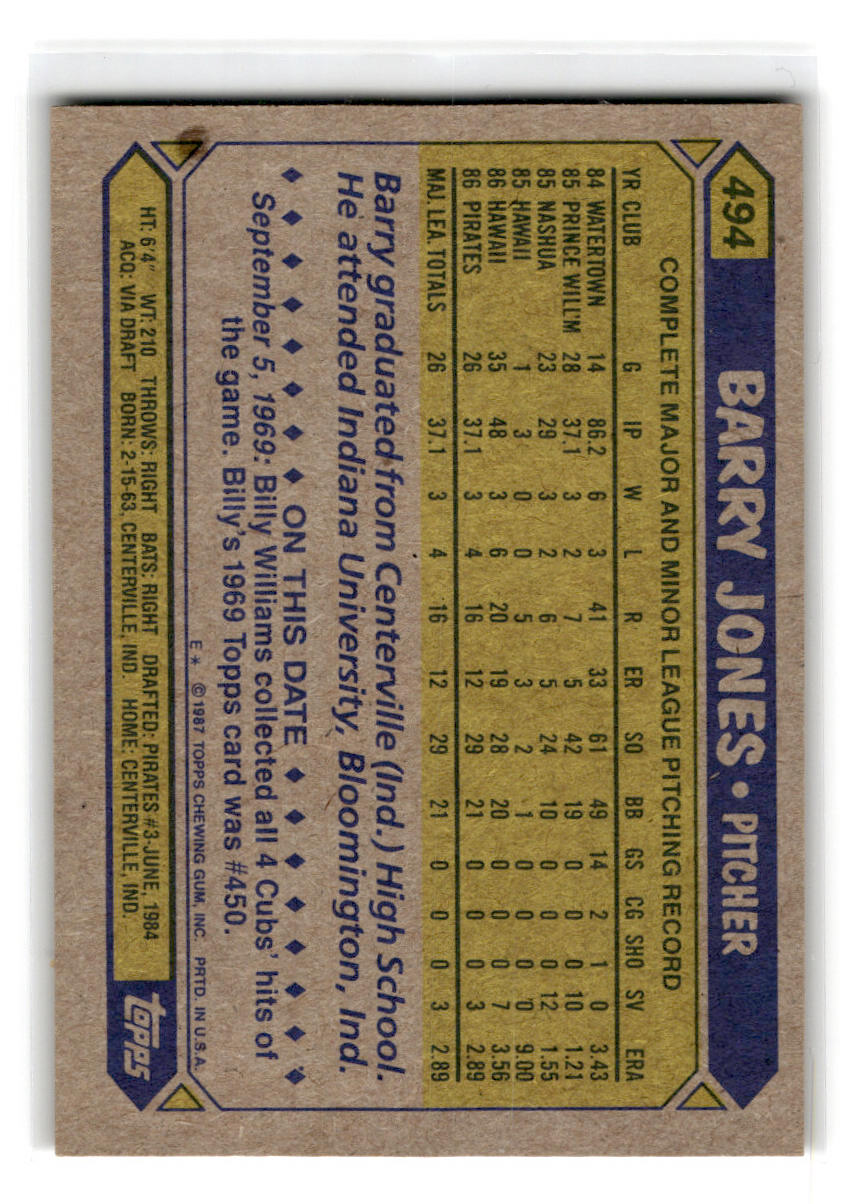 494 BARRY JONES • PITCHER
COMPLETE MAJOR AND MINOR LEAGUE PITCHING RECORD
YR CLUB G IP W L R ER SO BB GS CG SHO SV ERA
84 WATERTOWN 14 86.2 6 3 41 33 61 49 14 2 1 0 3.43
85 PRINCE WILL'M 28 37.1 3 2 7 5 42 19 0 0 0 10 1.21
85 NASHUA 23 29 3 2 6 5 24 10 0 0 0 12 1.55
85 HAWAII 1 3 0 0 5 3 2 1 0 0 0 0 9.00
86 HAWAII 35 48 3 6 20 19 28 20 0 0 0 7 3.56
86 PIRATES 26 37.1 3 4 16 12 29 21 0 0 0 3 2.89
MAJ. LEA. TOTALS 26 37.1 3 4 16 12 29 21 0 0 0 3 2.89
Barry graduated from Centerville (Ind.) High School.
He attended Indiana University, Bloomington, Ind.
ON THIS DATE
September 5, 1969: Billy Williams collected all 4 Cubs' hits of
the game. Billy's 1969 Topps card was #450.
E* ©1987 TOPPS CHEWING GUM, INC. PRTD. IN U.S.A.
HT: 6'4" WT: 210 THROWS: RIGHT BATS: RIGHT DRAFTED: PIRATES #3-JUNE, 1984
ACQ: VIA DRAFT BORN: 2-15-63, CENTERVILLE, IND. HOME: CENTERVILLE, IND.
topps